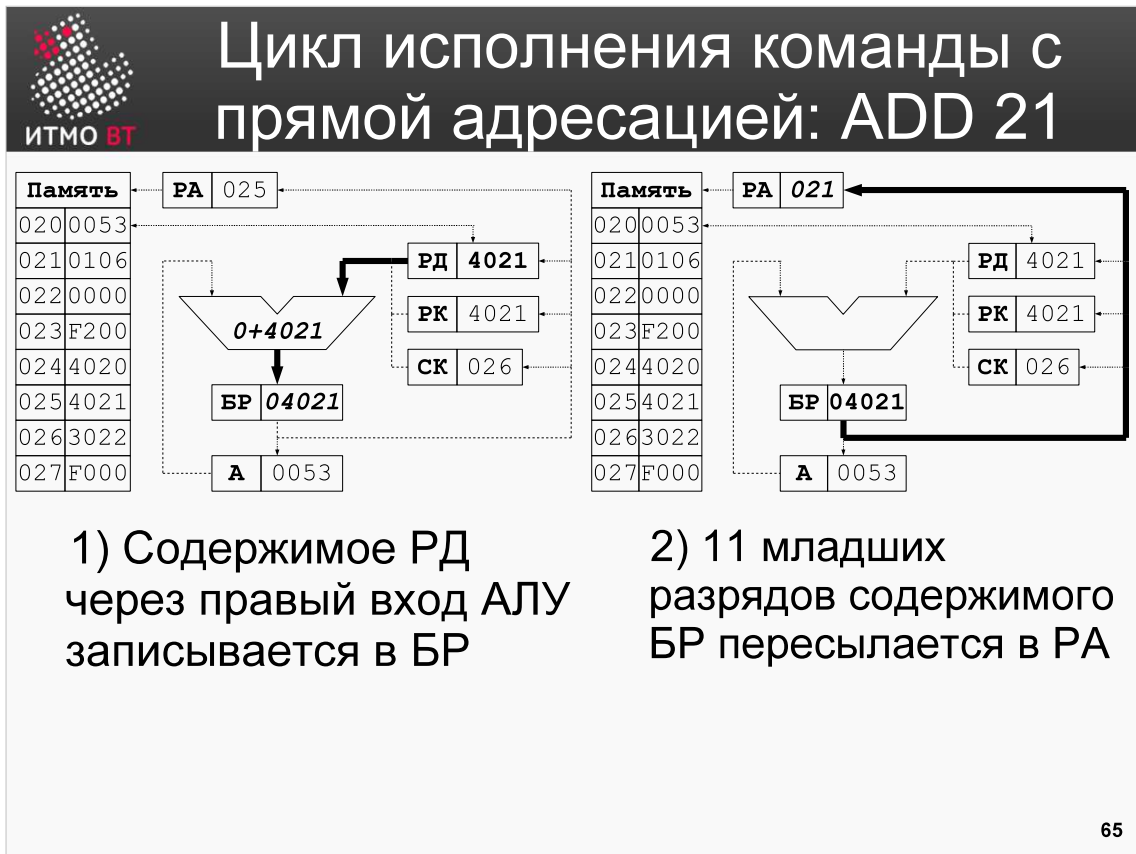 ИТМО ВТ
Цикл исполнения команды с
прямой адресацией: ADD 21
Память
020 0053
021 0106
022 0000
023 F200
024 4020
025 4021
026 3022
027 F000
РА 025
РД 4021
РК 4021
СК 026
0+4021
БР 04021
А 0053
Память
020 0053
021 0106
022 0000
023 F200
024 4020
025 4021
026 3022
027 F000
РА 021
РД 4021
РК 4021
СК 026
БР 04021
А 0053
1) Содержимое РД
через правый вход АЛУ
записывается в БР
2) 11 младших
разрядов содержимого
БР пересылается в РА
65